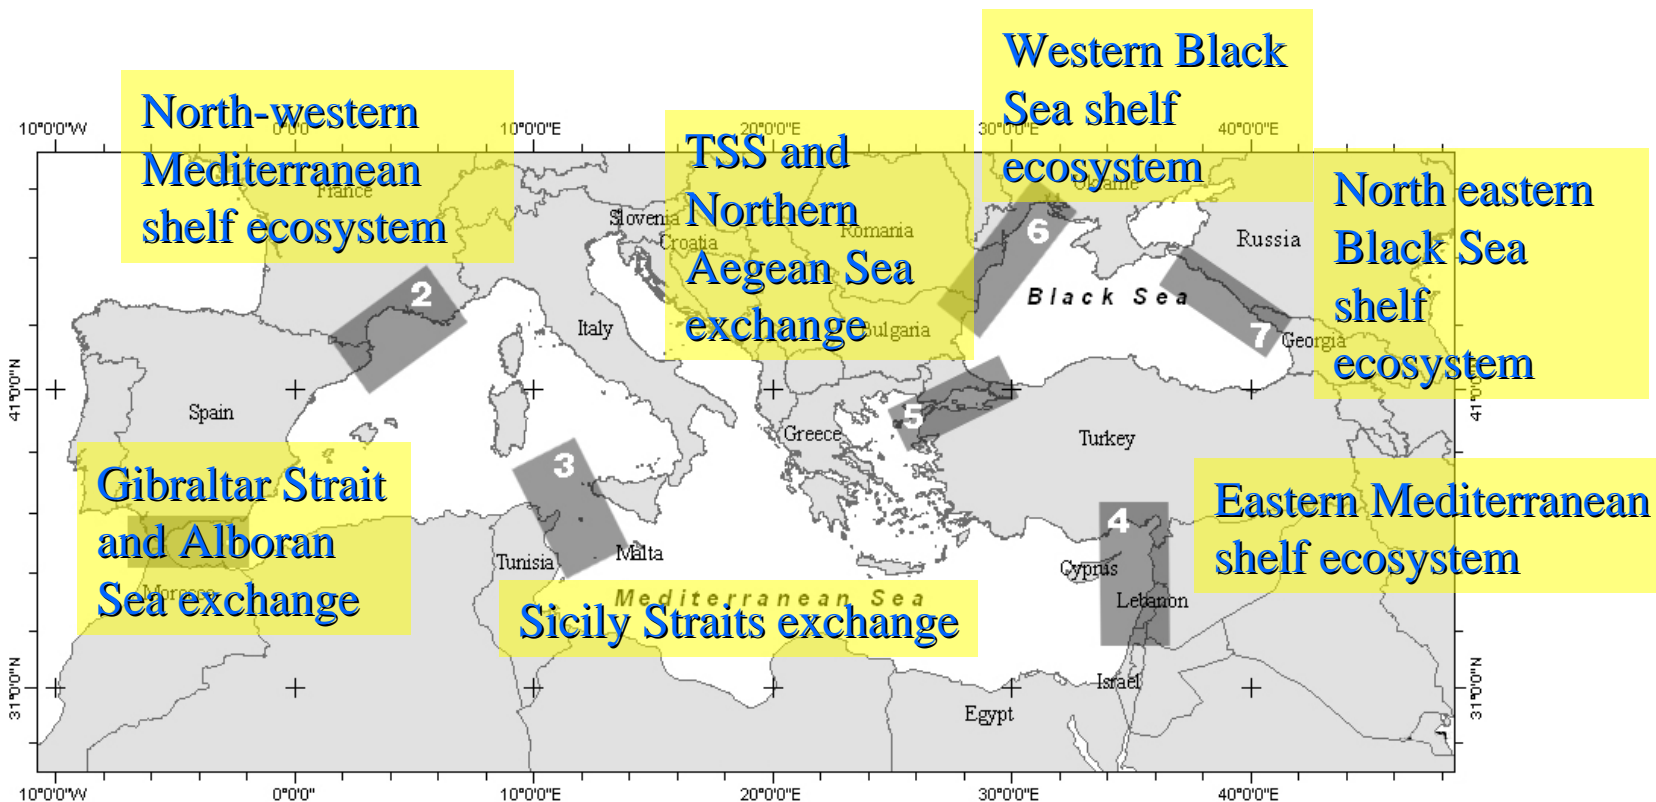 Western Black
Sea shelf
ecosystem
North-western
Mediterranean
shelf ecosystem
TSS and
Northern
Aegean Sea
exchange
North eastern
Black Sea
shelf
ecosystem
10°0'0"W
0°0'0"
10°0'0"E
20°0'0"E
30°0'0"E
40°0'0"E
France
Slovenia
Croatia
Romania
Ukraine
Russia
6
2
Black Sea
Italy
Bulgaria
7
Georgia
41°0'0"N
41°0'0"N
Spain
5
Greece
Turkey
3
Gibraltar Strait
and Alboran
Sea exchange
Morocco
4
Eastern Mediterranean
shelf ecosystem
Tunisia
Malta
Cyprus
Lebanon
Mediterranean Sea
Sicily Straits exchange
31°0'0"N
31°0'0"N
Israel
Egypt
10°0'0"W
0°0'0"
10°0'0"E
20°0'0"E
30°0'0"E
40°0'0"E